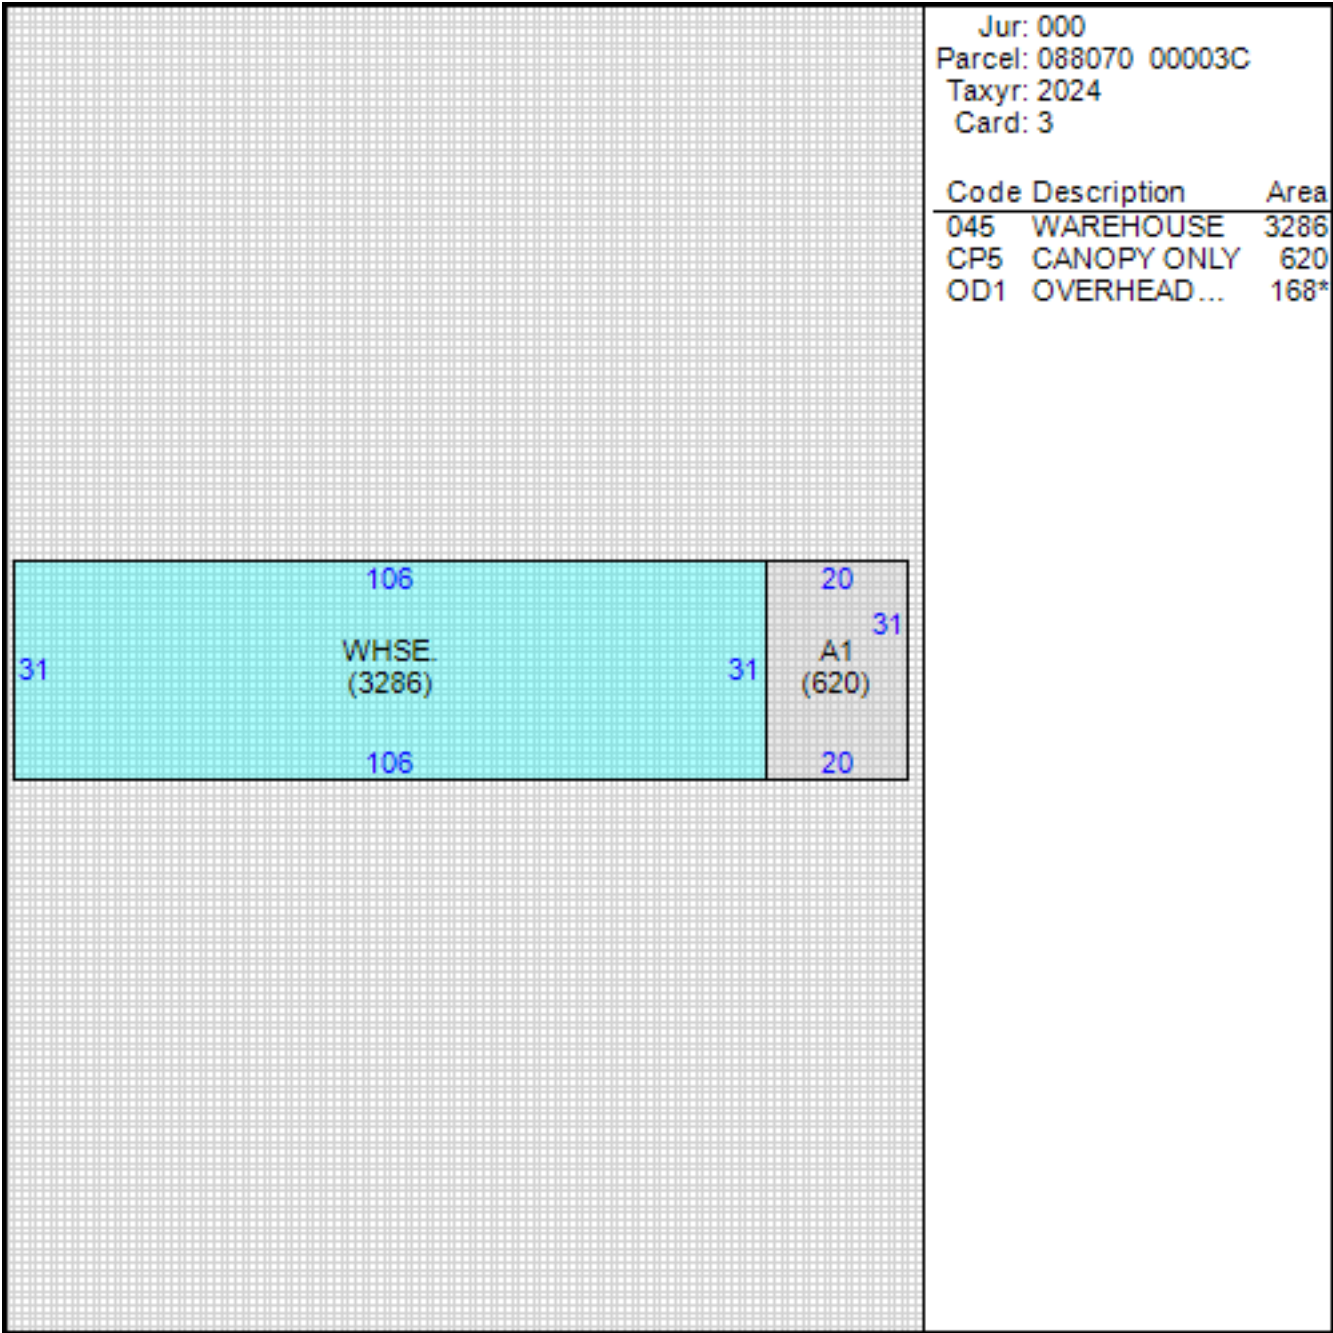 Jur: 000
Parcel: 088070 00003C
Taxyr: 2024
Card: 3
Code Description Area
045 WAREHOUSE 3286
CP5 CANOPY ONLY 620
OD1 OVERHEAD... 168*
106 20
31
WHSE. A1
31 31
(3286) (620)
106 20